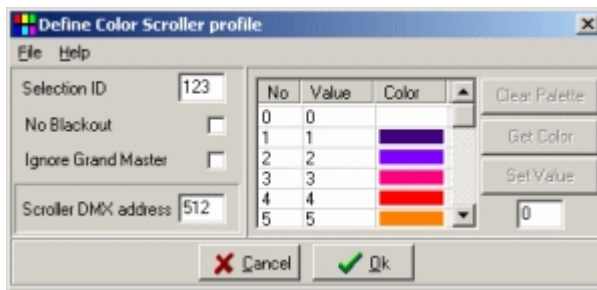 Define Color Scroller profile
File Help
Selection ID 123
No Blackout
Ignore Grand Master
Scroller DMX address 512
No Value Color
0 0
1 1
2 2
3 3
4 4
5 5
Clear Palette
Get Color
Set Value
0
Cancel Ok